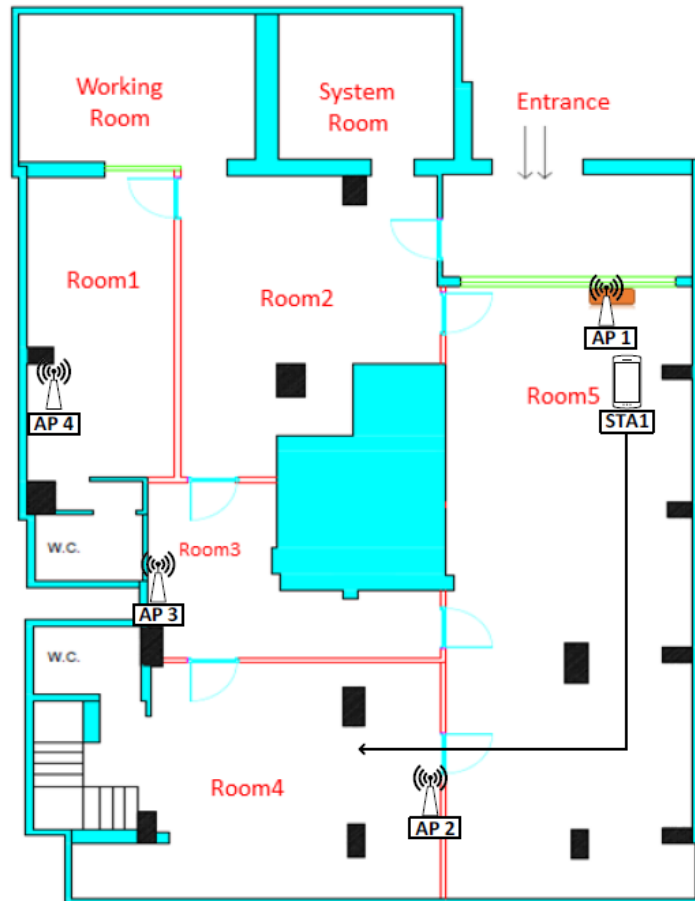 Working
Room
System
Room
Entrance
Room1
Room2
AP 1
Room5
STA1
AP 4
W.C.
Room3
AP 3
W.C.
Room4
AP 2